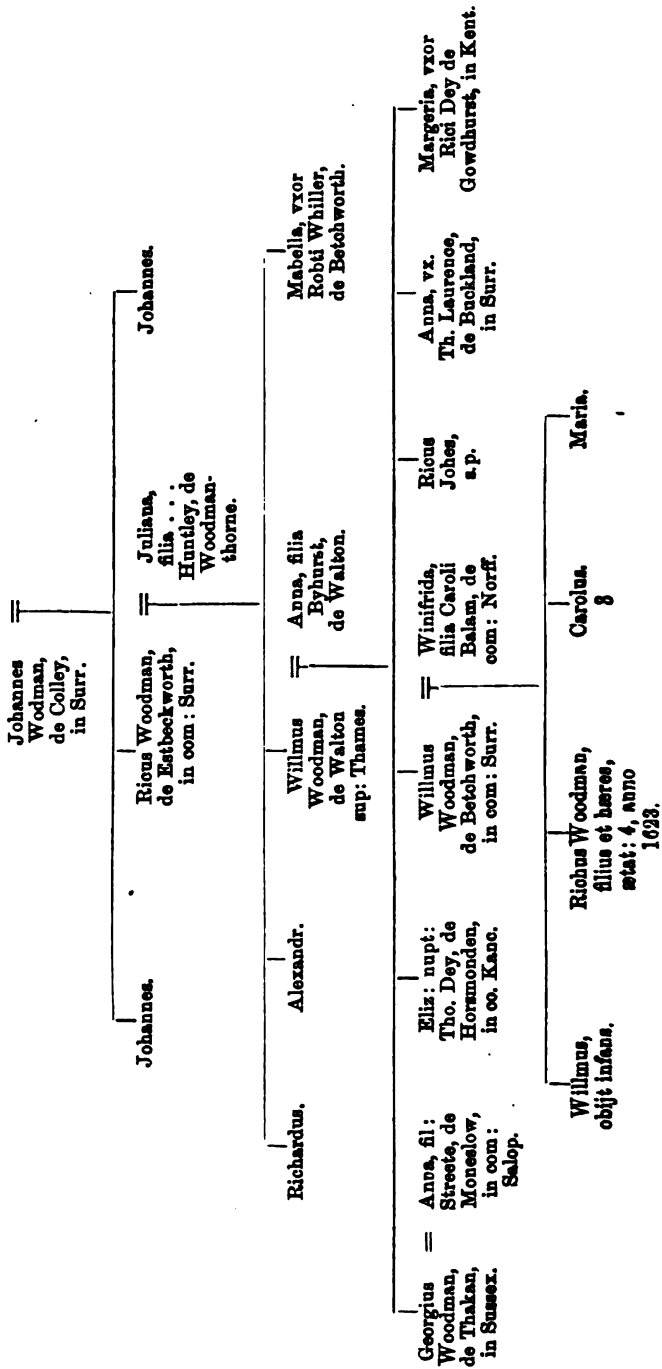 Johannes
Wodman,
de Colley,
in Surr.
=
Johannes.
Ricus Woodman,
de Estbeckworth,
in com: Surr.
=
Juliana,
filia . . .
Huntley, de
Woodman-
thorne.
Johannes.
Richardus.
Alexandr.
Willmus
Woodman,
de Walton
sup: Thames.
=
Anna, filia
Byhurst,
de Walton.
Mabella, vxor
Robti Whiller,
de Betchworth.
Georgius
Woodman,
de Thakan,
in Sussex.
=
Anna, fil:
Streete, de
Moneslow,
in com:
Salop.
Eliz: nupt:
Tho. Dey, de
Horsmonden,
in co. Kanc.
Willmus
Woodman,
de Betchworth,
in com: Surr.
=
Winifrida,
filia Caroli
Balam, de
com: Norff.
Ricus
Johes,
s.p.
Anna, vx.
Th. Laurence,
de Buckland,
in Surr.
Margeria, vxor
Rici Dey de
Gowdhurst, in Kent.
Willmus,
obijt infans.
Richus Woodman,
filius et hæres,
ætat: 4, anno
1623.
Carolus.
3
Maria.